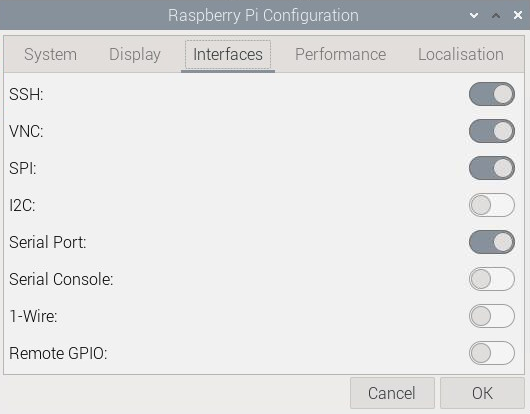 Raspberry Pi Configuration
System Display Interfaces Performance Localisation
SSH:
VNC:
SPI:
I2C:
Serial Port:
Serial Console:
1-Wire:
Remote GPIO:
Cancel OK